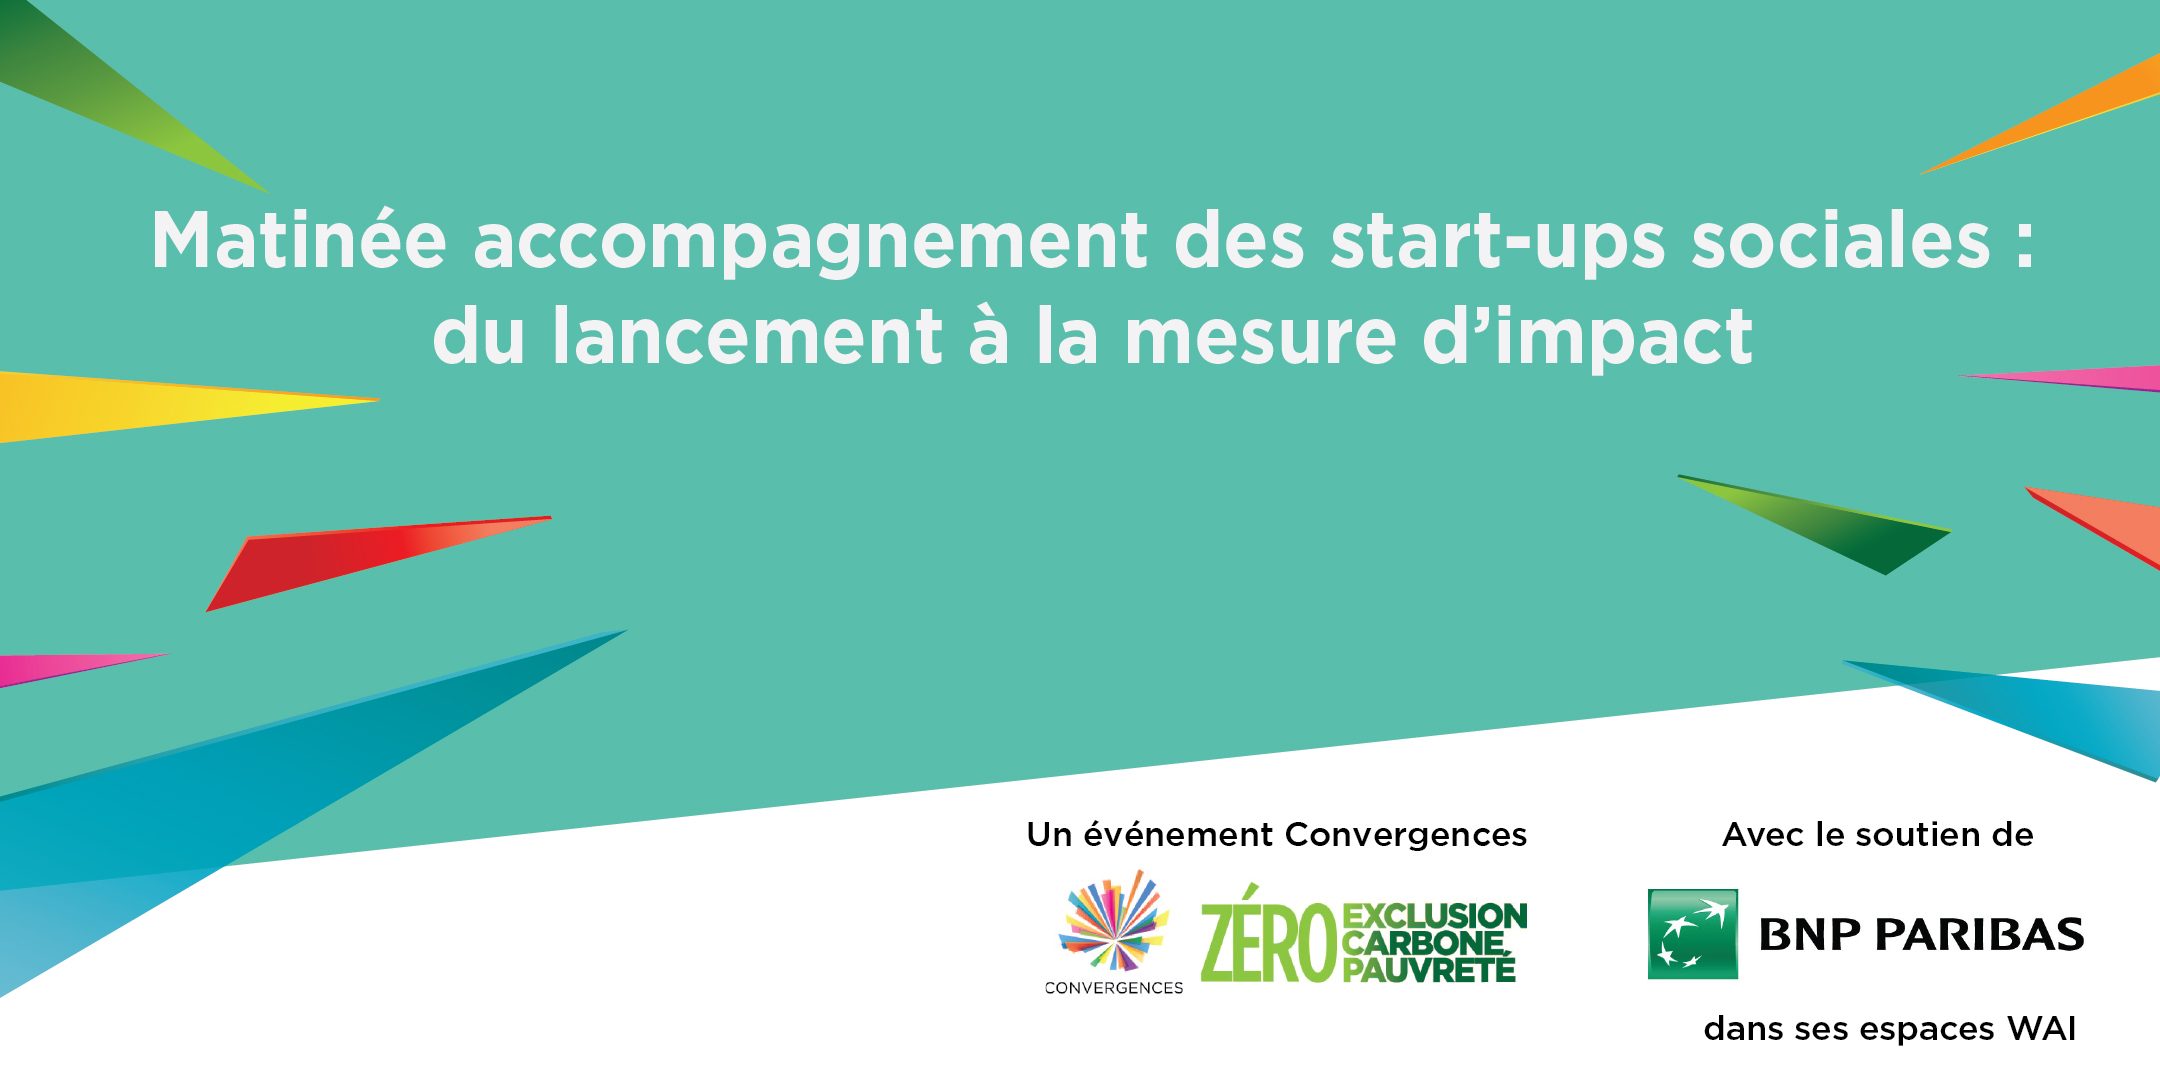 Matinée accompagnement des start-ups sociales :
du lancement à la mesure d’impact
Un événement Convergences
CONVERGENCES
ZÉRO
EXCLUSION
CARBONE
PAUVRETÉ
Avec le soutien de
BNP PARIBAS
dans ses espaces WAI